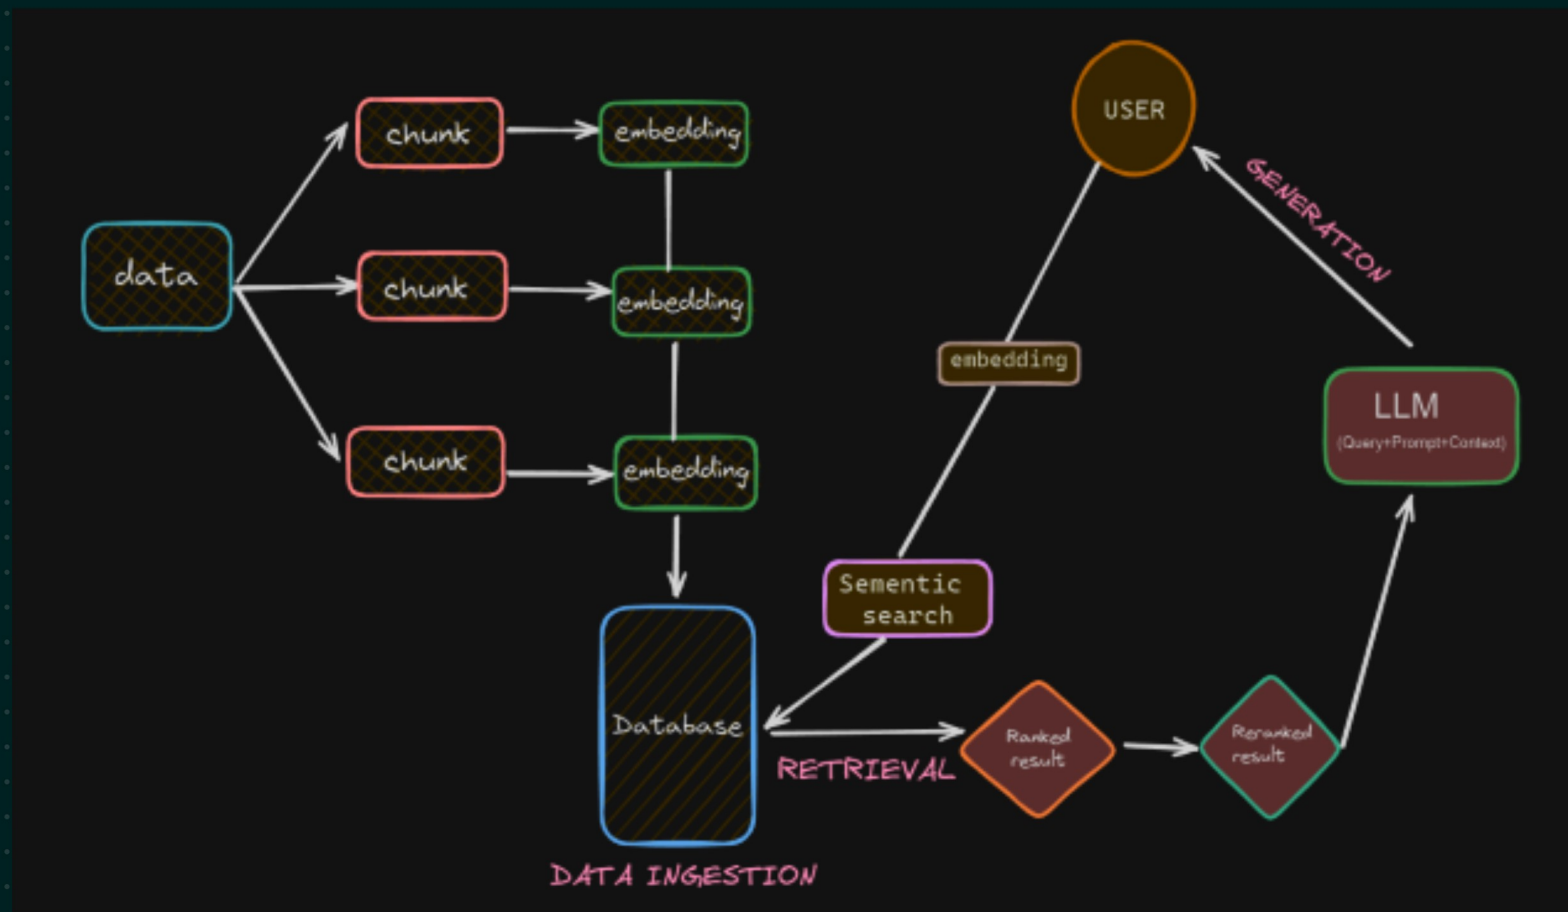 data
chunk
chunk
chunk
embedding
embedding
embedding
Database
DATA INGESTION
USER
embedding
Sementic
search
RETRIEVAL
Ranked
result
Reranked
result
LLM
(Query+Prompt+Context)
GENERATION